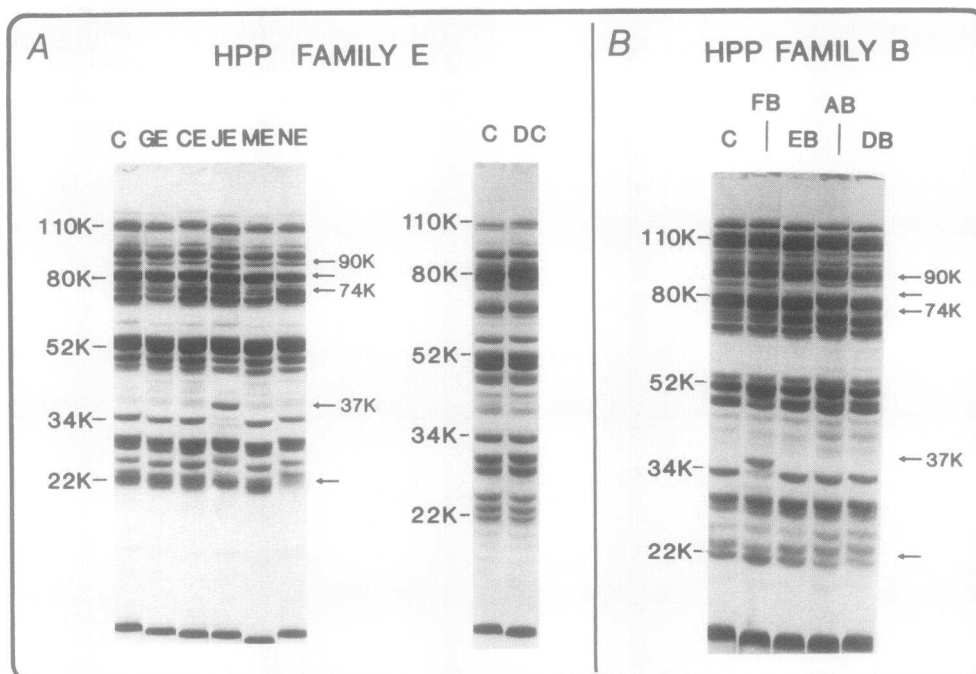 A HPP FAMILY E
C GE CE JE ME NE
110K
80K
52K
34K
22K
90K
74K
37K
C DC
110K
80K
52K
34K
22K
B HPP FAMILY B
FB AB
C EB DB
110K
80K
52K
34K
22K
90K
74K
37K